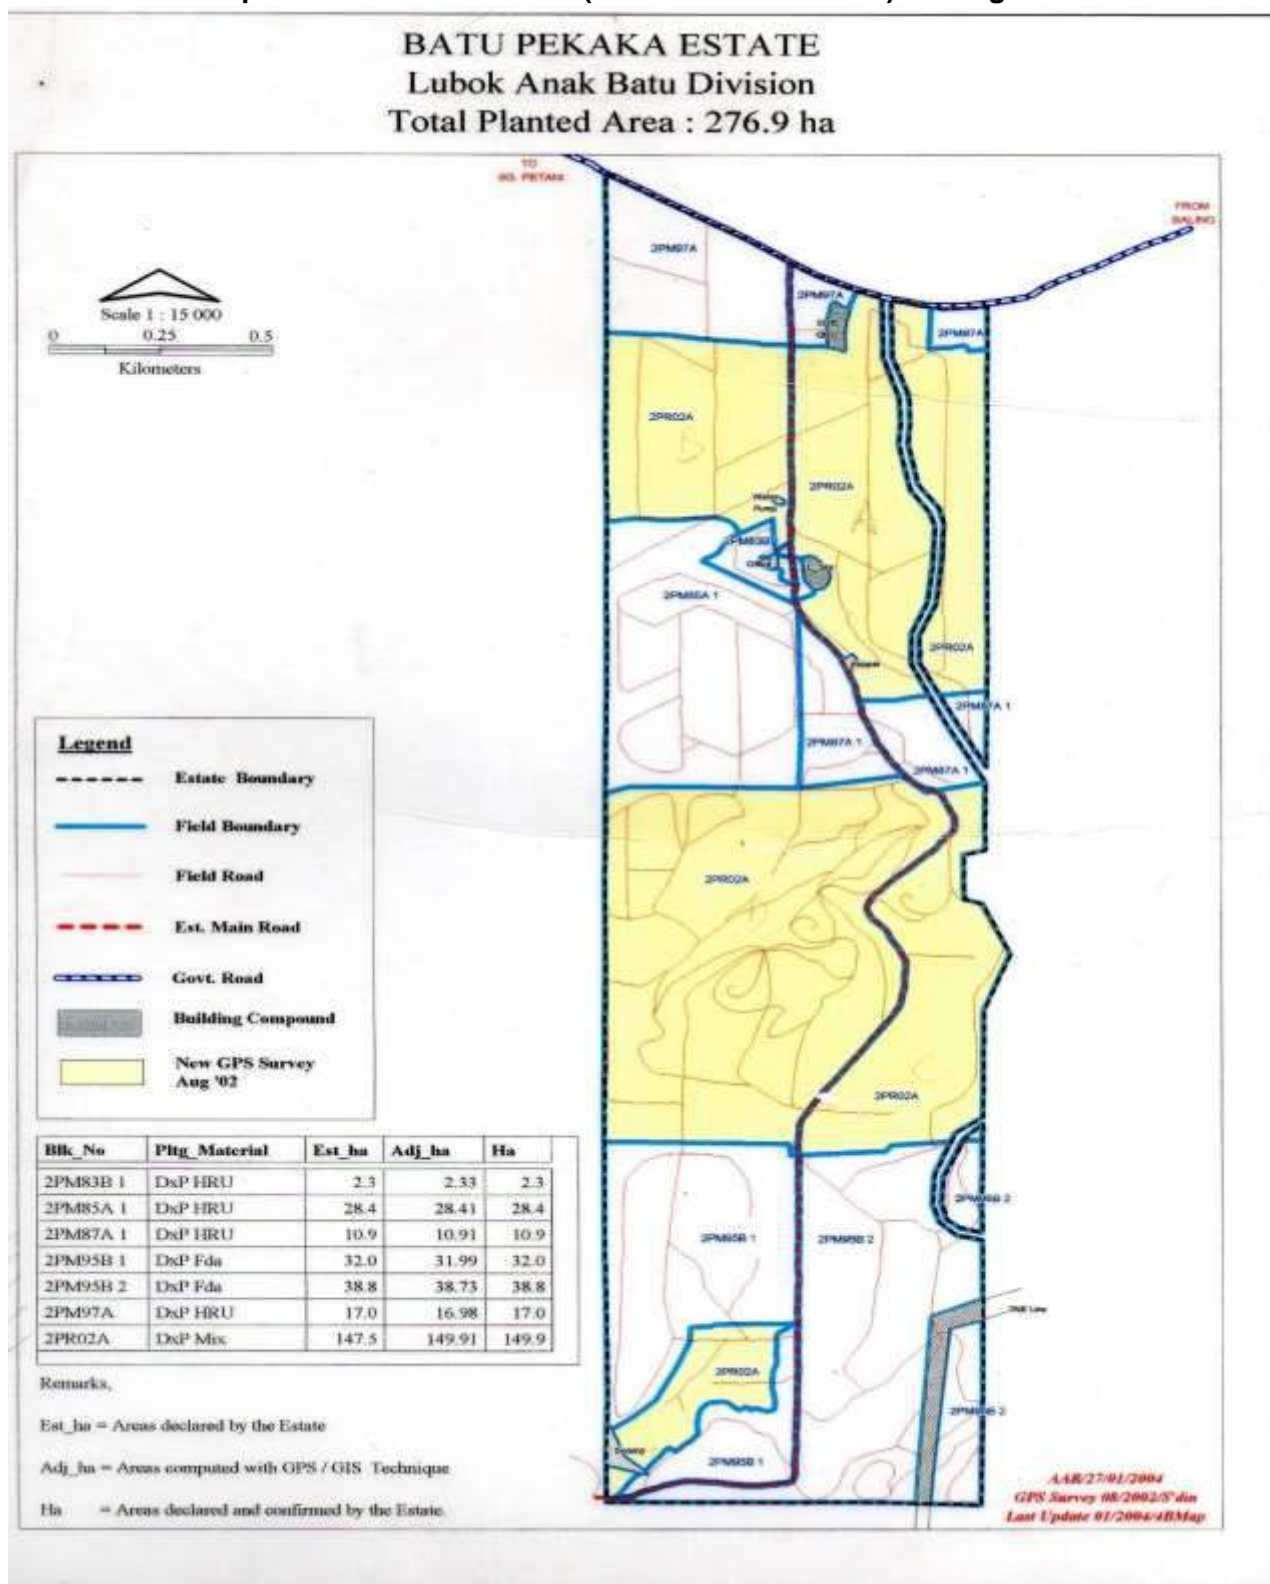 BATU PEKAKA ESTATE
Lubok Anak Batu Division
Total Planted Area : 276.9 ha
TO
SG. PETANI
FROM
BALING
2PM97A
2PM97A
2PM97A
Scale 1 : 15 000
0 0.25 0.5
Kilometers
2PR02A
B
2PR02A
Water
Pump
2PM83B
Office
2PM85A 1
2PR02A
2PM87A 1
2PM87A 1
2PM87A 1
Legend
Estate Boundary
Field Boundary
Field Road
Est. Main Road
Govt. Road
Building Compound
New GPS Survey
Aug '02
2PR02A
C
2PR02A
Blk_No Pltg_Material Est_ha Adj_ha Ha
2PM83B 1 DxP HRU 2.3 2.33 2.3
2PM85A 1 DxP HRU 28.4 28.41 28.4
2PM87A 1 DxP HRU 10.9 10.91 10.9
2PM95B 1 DxP Fda 32.0 31.99 32.0
2PM95B 2 DxP Fda 38.8 38.73 38.8
2PM97A DxP HRU 17.0 16.98 17.0
2PR02A DxP Mix 147.5 149.91 149.9
2PM95B 2
2PM95B 1
2PM95B 2
2PR02A
2PM95B 2
Swamp
2PM95B 1
Remarks,
Est_ha = Areas declared by the Estate
Adj_ha = Areas computed with GPS / GIS Technique
Ha = Areas declared and confirmed by the Estate
AAR/27/01/2004
GPS Survey 08/2002/S'din
Last Update 01/2004/4BMap